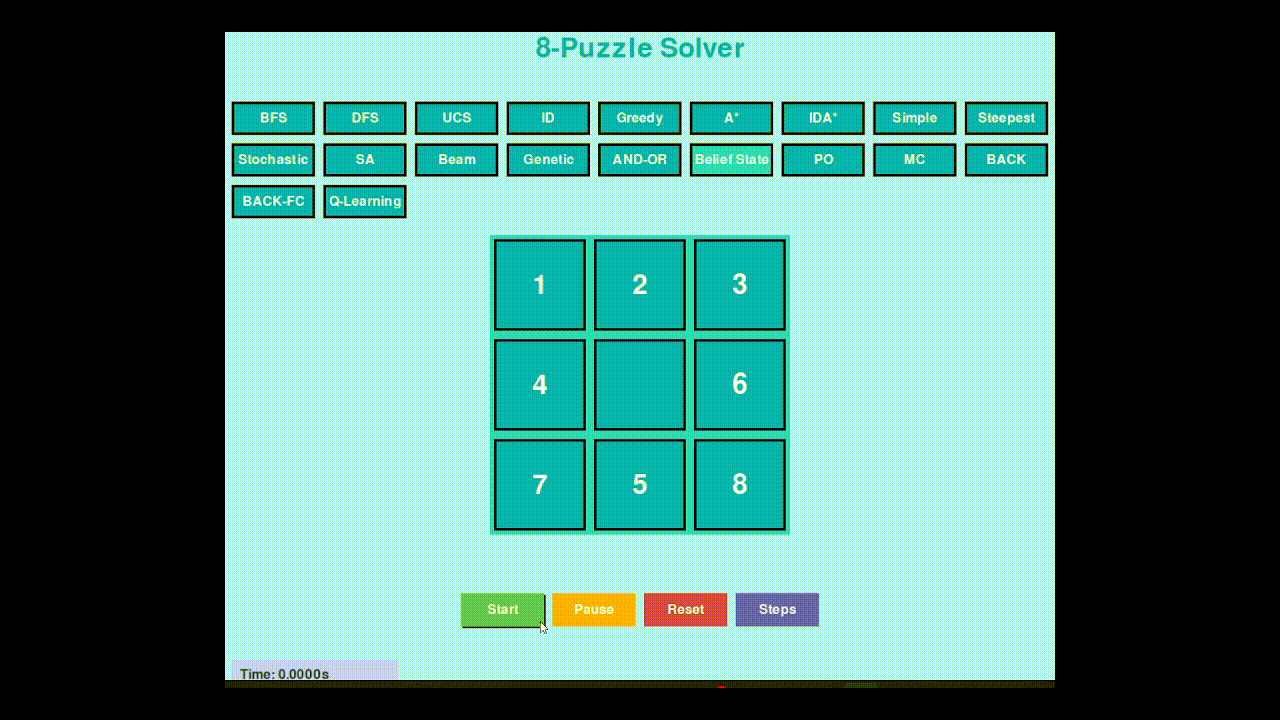 8-Puzzle Solver
BFS DFS UCS ID Greedy A* IDA* Simple Steepest
Stochastic SA Beam Genetic AND-OR Belief State PO MC BACK
BACK-FC Q-Learning
1 2 3
4 6
7 5 8
Start Pause Reset Steps
Time: 0.0000s